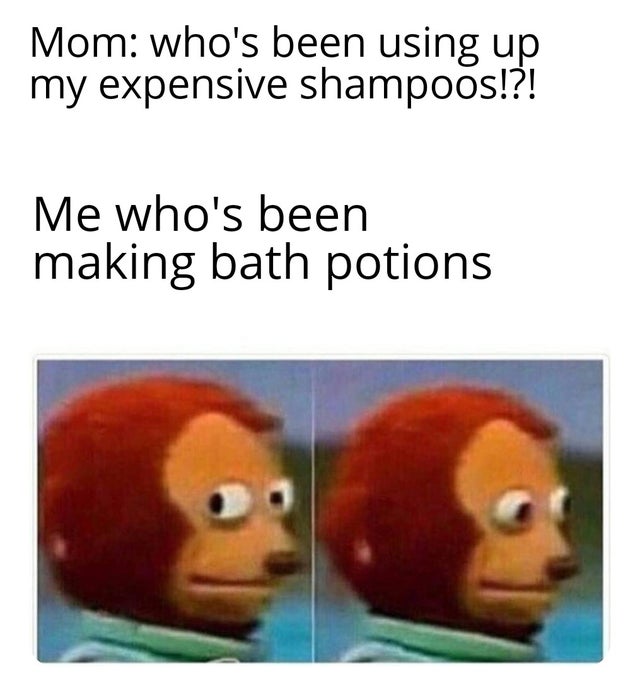 Mom: who's been using up
my expensive shampoos!?!
Me who's been
making bath potions